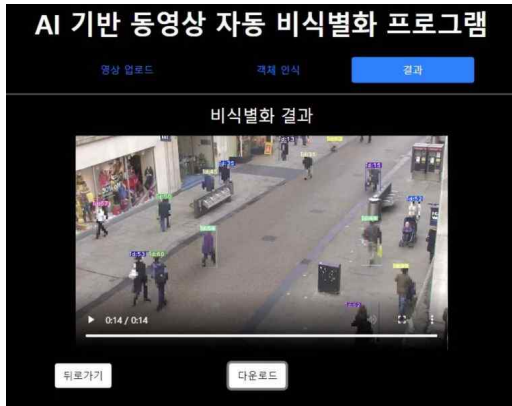 AI 기반 동영상 자동 비식별화 프로그램
영상 업로드 객체 인식 결과
비식별화 결과
0:14 / 0:14
뒤로가기 다운로드